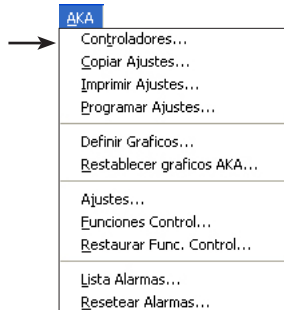 AKA
Controladores...
Copiar Ajustes...
Imprimir Ajustes...
Programar Ajustes...
Definir Graficos...
Restablecer graficos AKA...
Ajustes...
Funciones Control...
Restaurar Func. Control...
Lista Alarmas...
Resetear Alarmas...